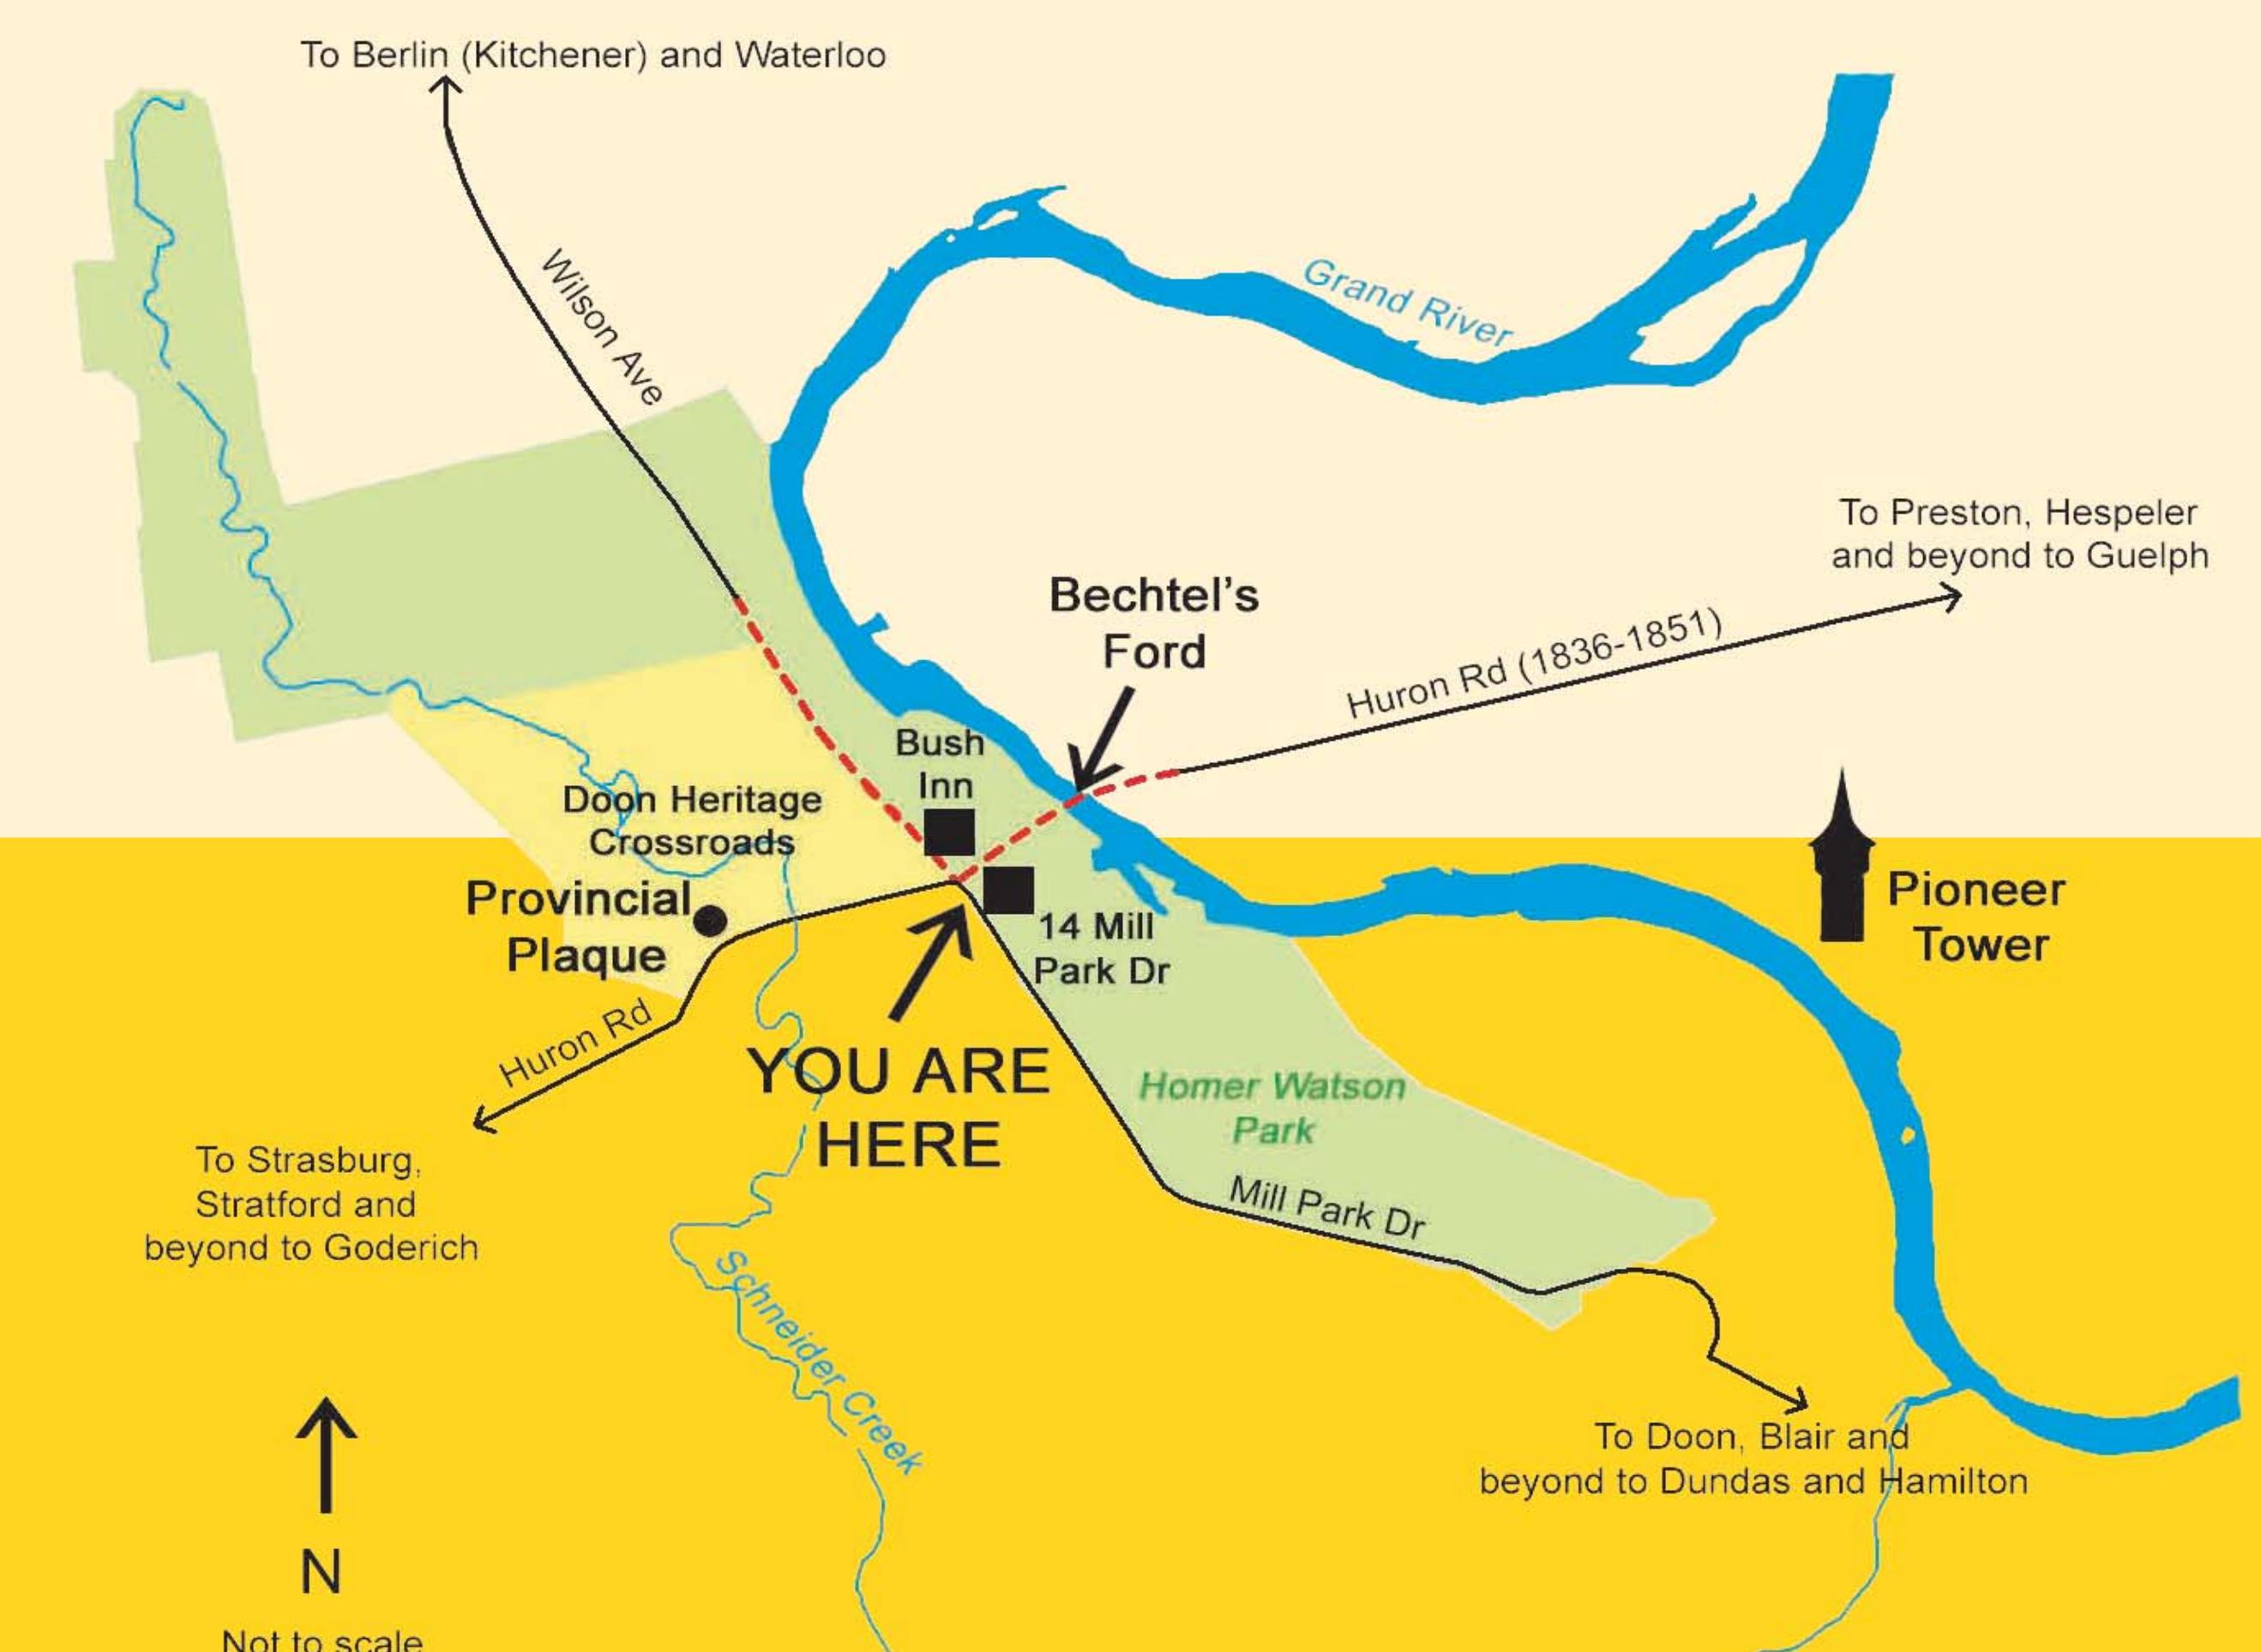 To Berlin (Kitchener) and Waterloo
Wilson Ave
Grand River
To Preston, Hespeler
and beyond to Guelph
Huron Rd (1836-1851)
Bechtel's
Ford
Bush
Inn
Doon Heritage
Crossroads
Provincial
Plaque
14 Mill
Park Dr
Pioneer
Tower
Huron Rd
YOU ARE
HERE
Homer Watson
Park
Mill Park Dr
To Strasburg,
Stratford and
beyond to Goderich
Schneider Creek
To Doon, Blair and
beyond to Dundas and Hamilton
N
Not to scale